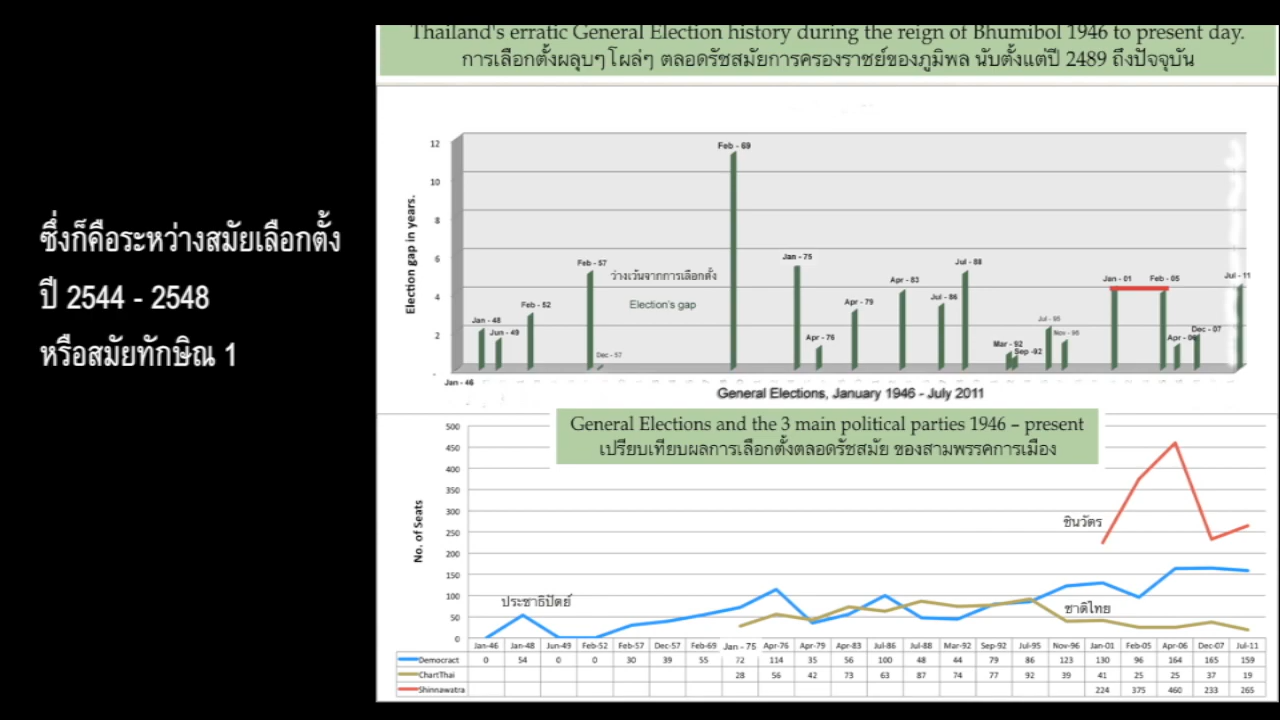 ซึ่งก็คือระหว่างสมัยเลือกตั้ง
ปี 2544 - 2548
หรือสมัยทักษิณ 1
Thailand's erratic General Election history during the reign of Bhumibol 1946 to present day.
การเลือกตั้งผลุบๆ โผล่ๆ ตลอดรัชสมัยการครองราชย์ของภูมิพล นับตั้งแต่ปี 2489 ถึงปัจจุบัน
Election gap in years.
12
10
8
6
4
2
-
Jan - 46
Jan - 48
Jun - 49
Feb - 52
Feb - 57
Dec - 57
ว่างเว้นจากการเลือกตั้ง
Election's gap
Feb - 69
Jan - 75
Apr - 76
Apr - 79
Apr - 83
Jul - 86
Jul - 88
Mar - 92
Sep -92
Jul - 95
Nov - 96
Jan - 01
Feb - 05
Dec - 07
Jul - 11
General Elections, January 1946 - July 2011
General Elections and the 3 main political parties 1946 – present
เปรียบเทียบผลการเลือกตั้งตลอดรัชสมัย ของสามพรรคการเมือง
No. of Seats
500
450
400
350
300
250
200
150
100
50
0
ประชาธิปัตย์
ชินวัตร
ชาติไทย
Jan-46 Jan-48 Jun-49 Feb-52 Feb-57 Dec-57 Feb-69 Jan - 75 Apr-76 Apr-79 Apr-83 Jul-86 Jul-88 Mar-92 Sep-92 Jul-95 Nov-96 Jan-01 Feb-05 Apr-06 Dec-07 Jul-11
Democract 0 54 0 0 30 39 55 72 114 35 56 100 48 44 79 86 123 130 96 164 165 159
ChartThai 28 56 42 73 63 87 74 77 92 39 41 25 25 37 19
Shinnawatra 224 375 460 233 265